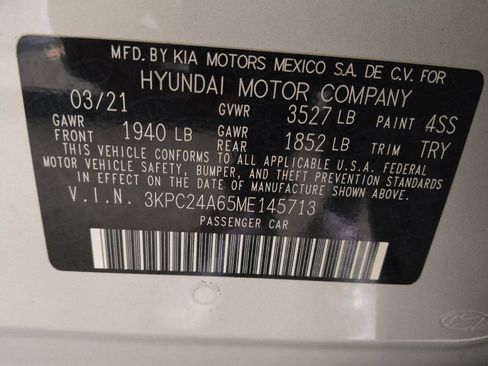 MFD. BY KIA MOTORS MEXICO S.A. DE C.V. FOR
HYUNDAI MOTOR COMPANY
03/21 GVWR 3527 LB PAINT 4SS
GAWR FRONT 1940 LB GAWR REAR 1852 LB TRIM TRY
THIS VEHICLE CONFORMS TO ALL APPLICABLE U.S.A. FEDERAL
MOTOR VEHICLE SAFETY, BUMPER, AND THEFT PREVENTION STANDARDS
IN EFFECT ON THE DATE OF MANUFACTURE SHOWN ABOVE.
V.I.N. 3KPC24A65ME145713
PASSENGER CAR